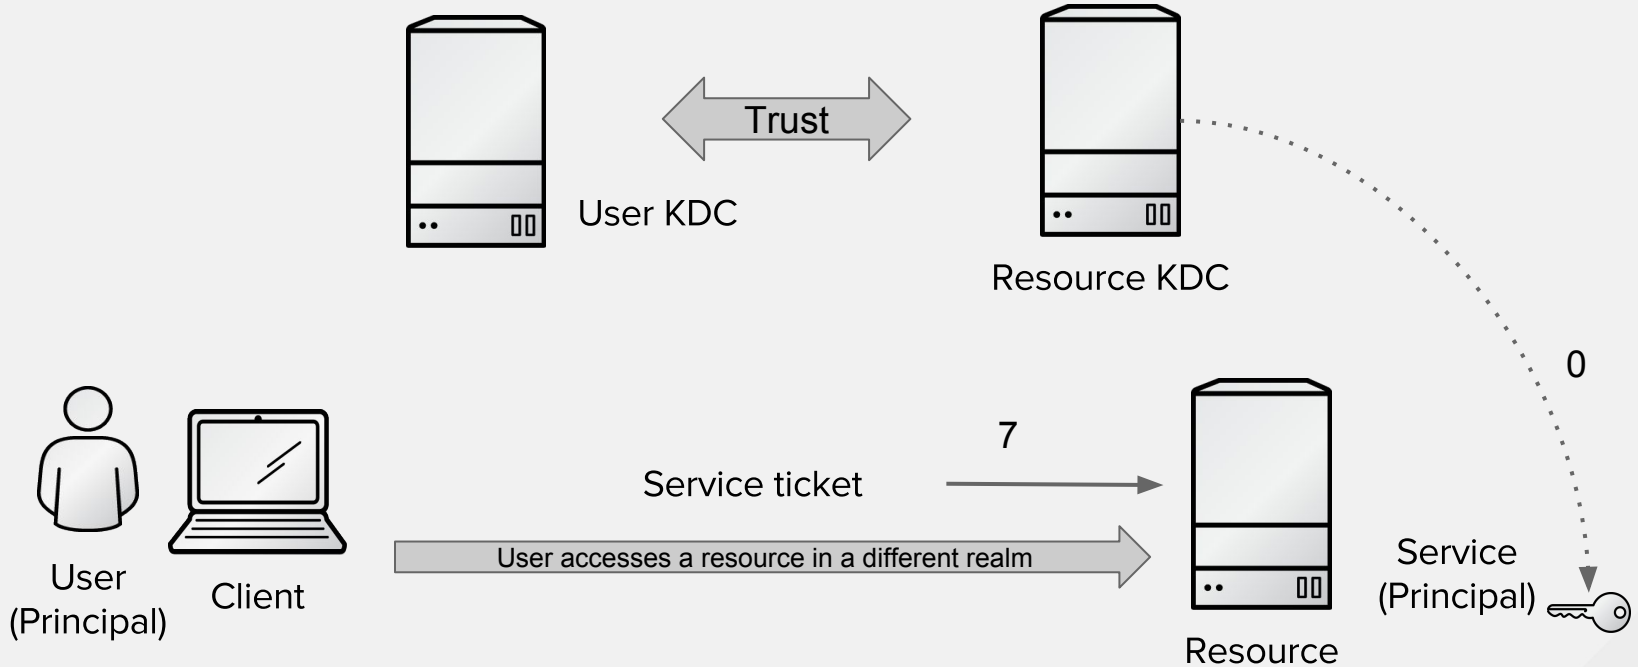 Trust
User KDC
Resource KDC
0
7
Service ticket
User accesses a resource in a different realm
User
(Principal)
Client
Service
(Principal)
Resource